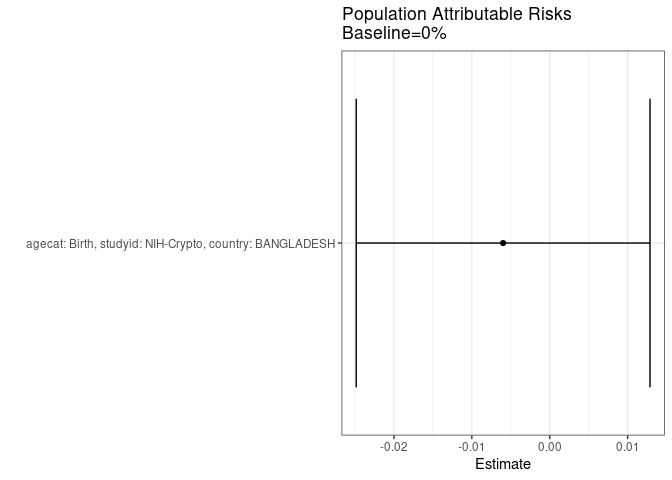 Population Attributable Risks
Baseline=0%
agecat: Birth, studyid: NIH-Crypto, country: BANGLADESH
-0.02 -0.01 0.00 0.01
Estimate